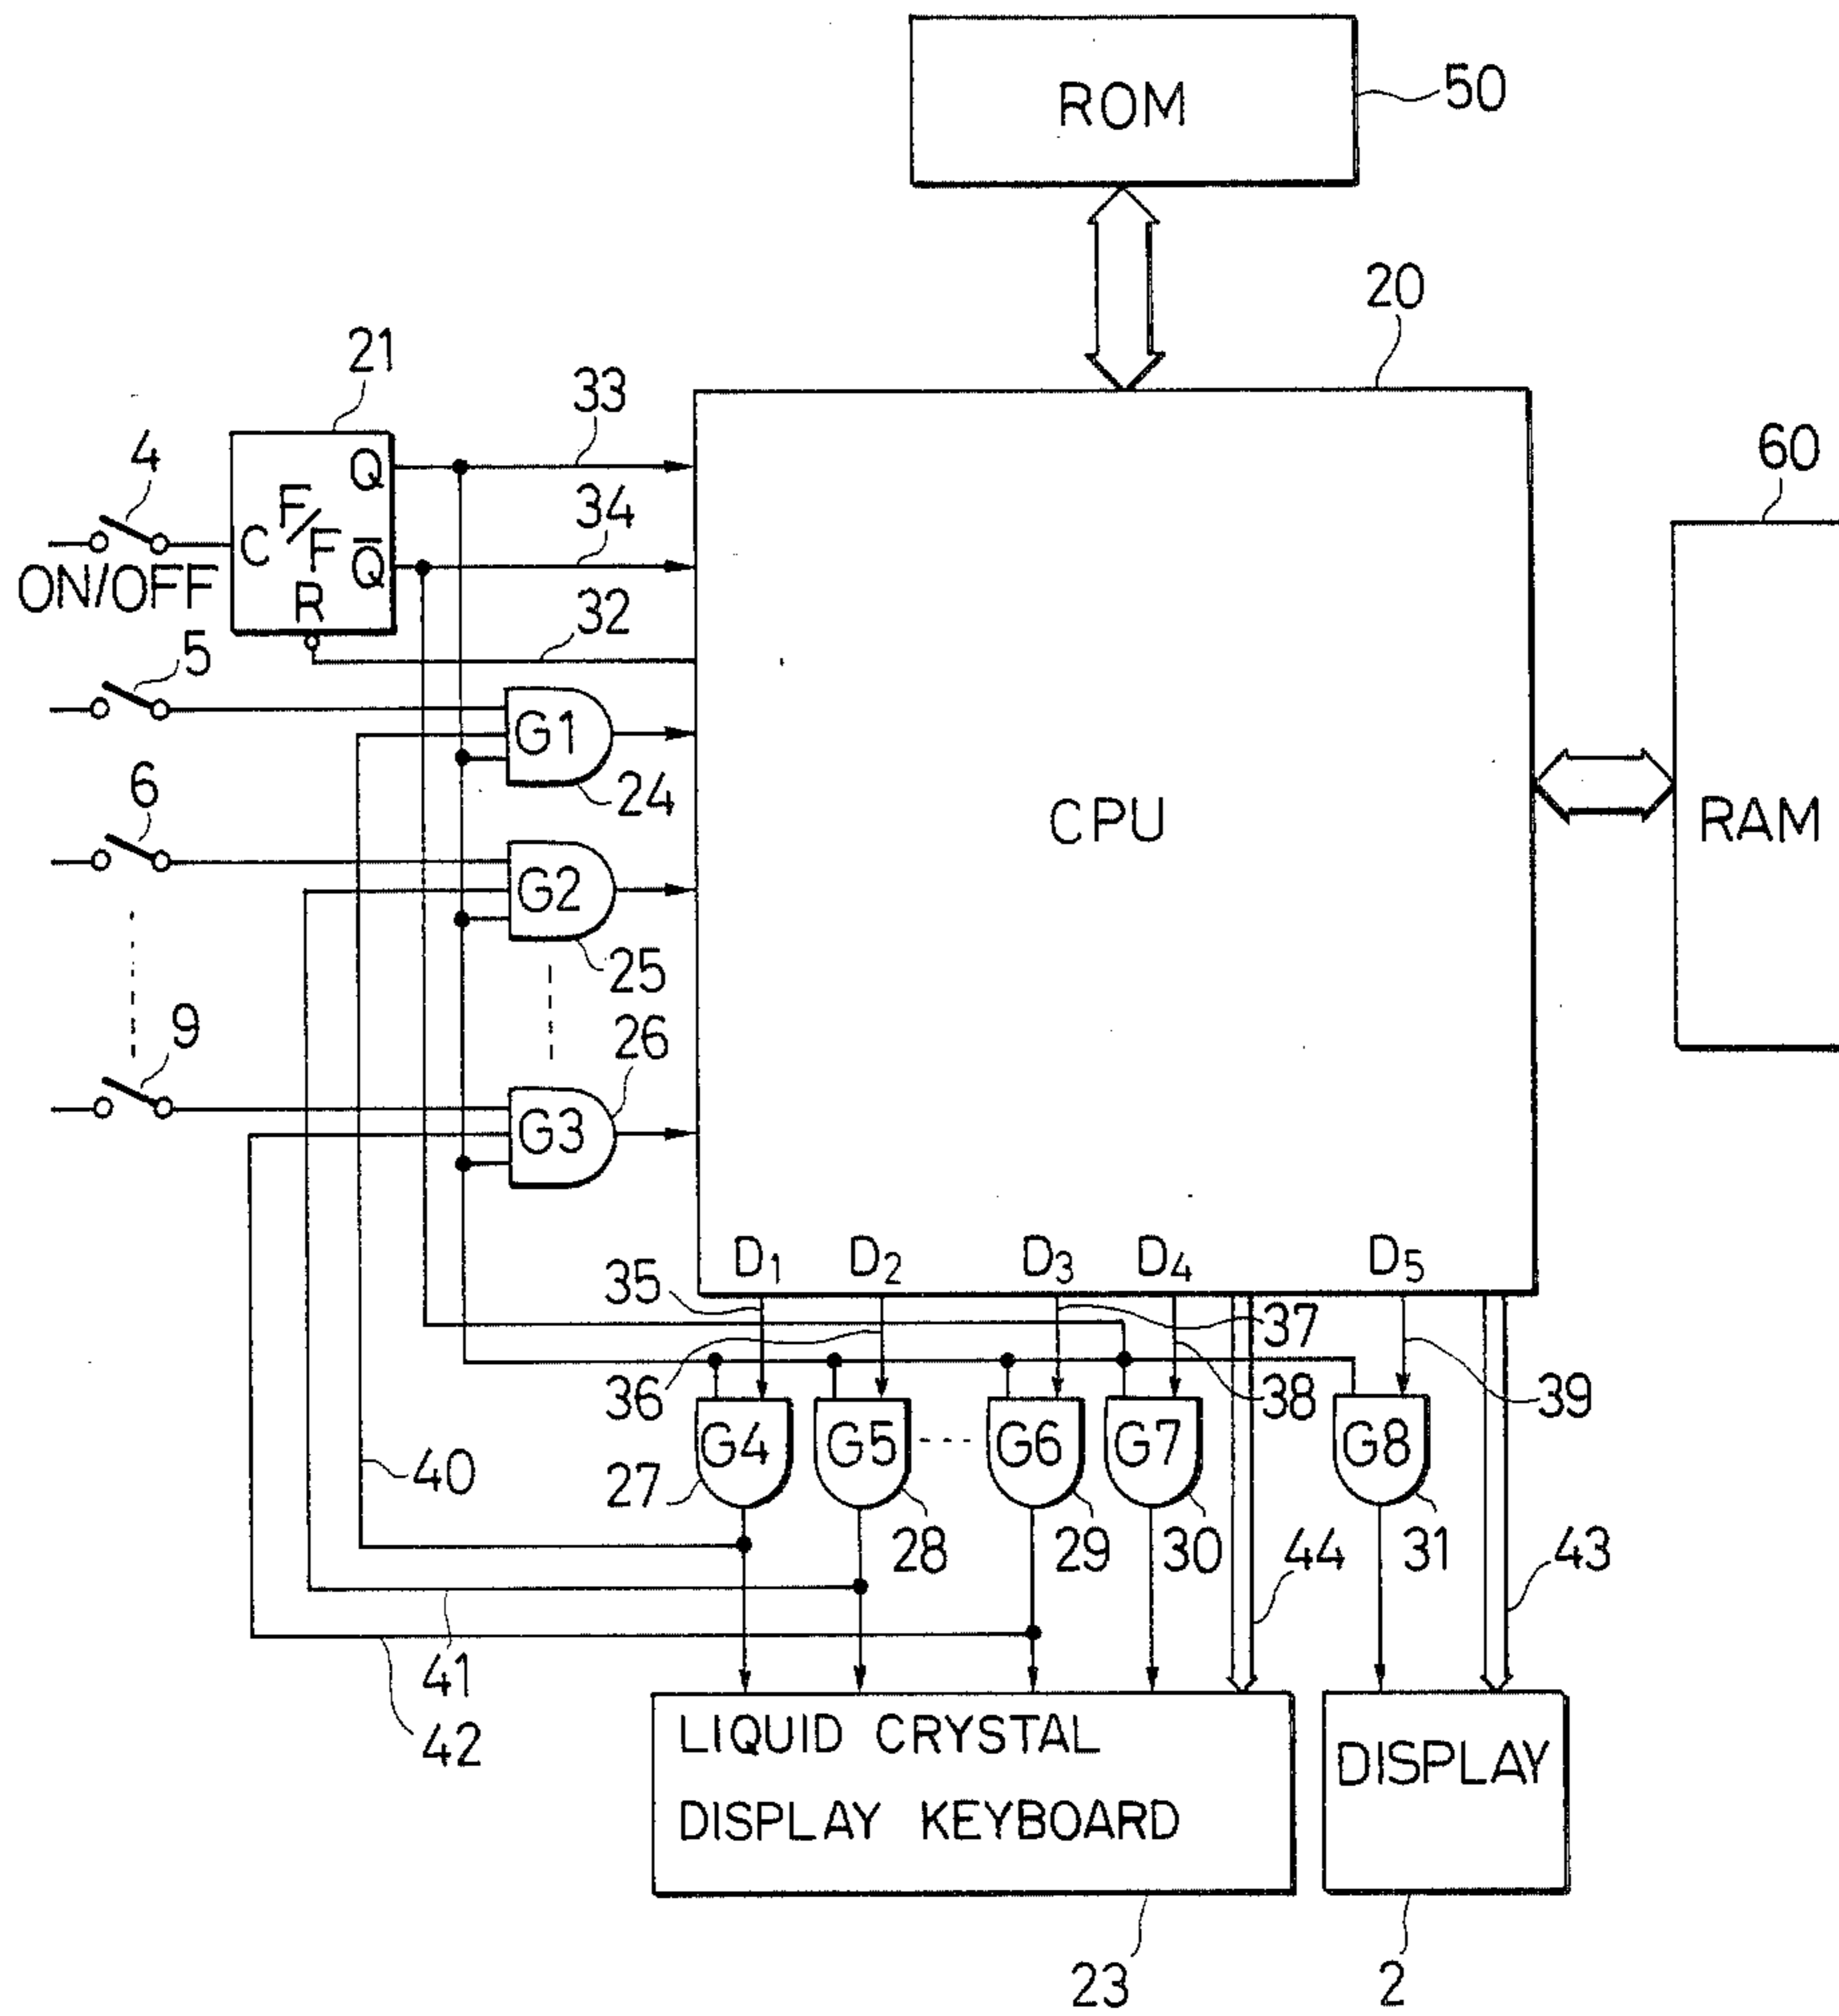 ROM
50
20
21
33
60
4
Q
F/F
34
C
Q̅
ON/OFF
R
32
5
G1
24
6
CPU
RAM
G2
25
9
26
G3
D1
D2
D3
D4
D5
35
37
36
38
39
G4
G5
G6
G7
G8
40
27
28
29
30
44
31
43
41
42
LIQUID CRYSTAL
DISPLAY KEYBOARD
DISPLAY
23
2